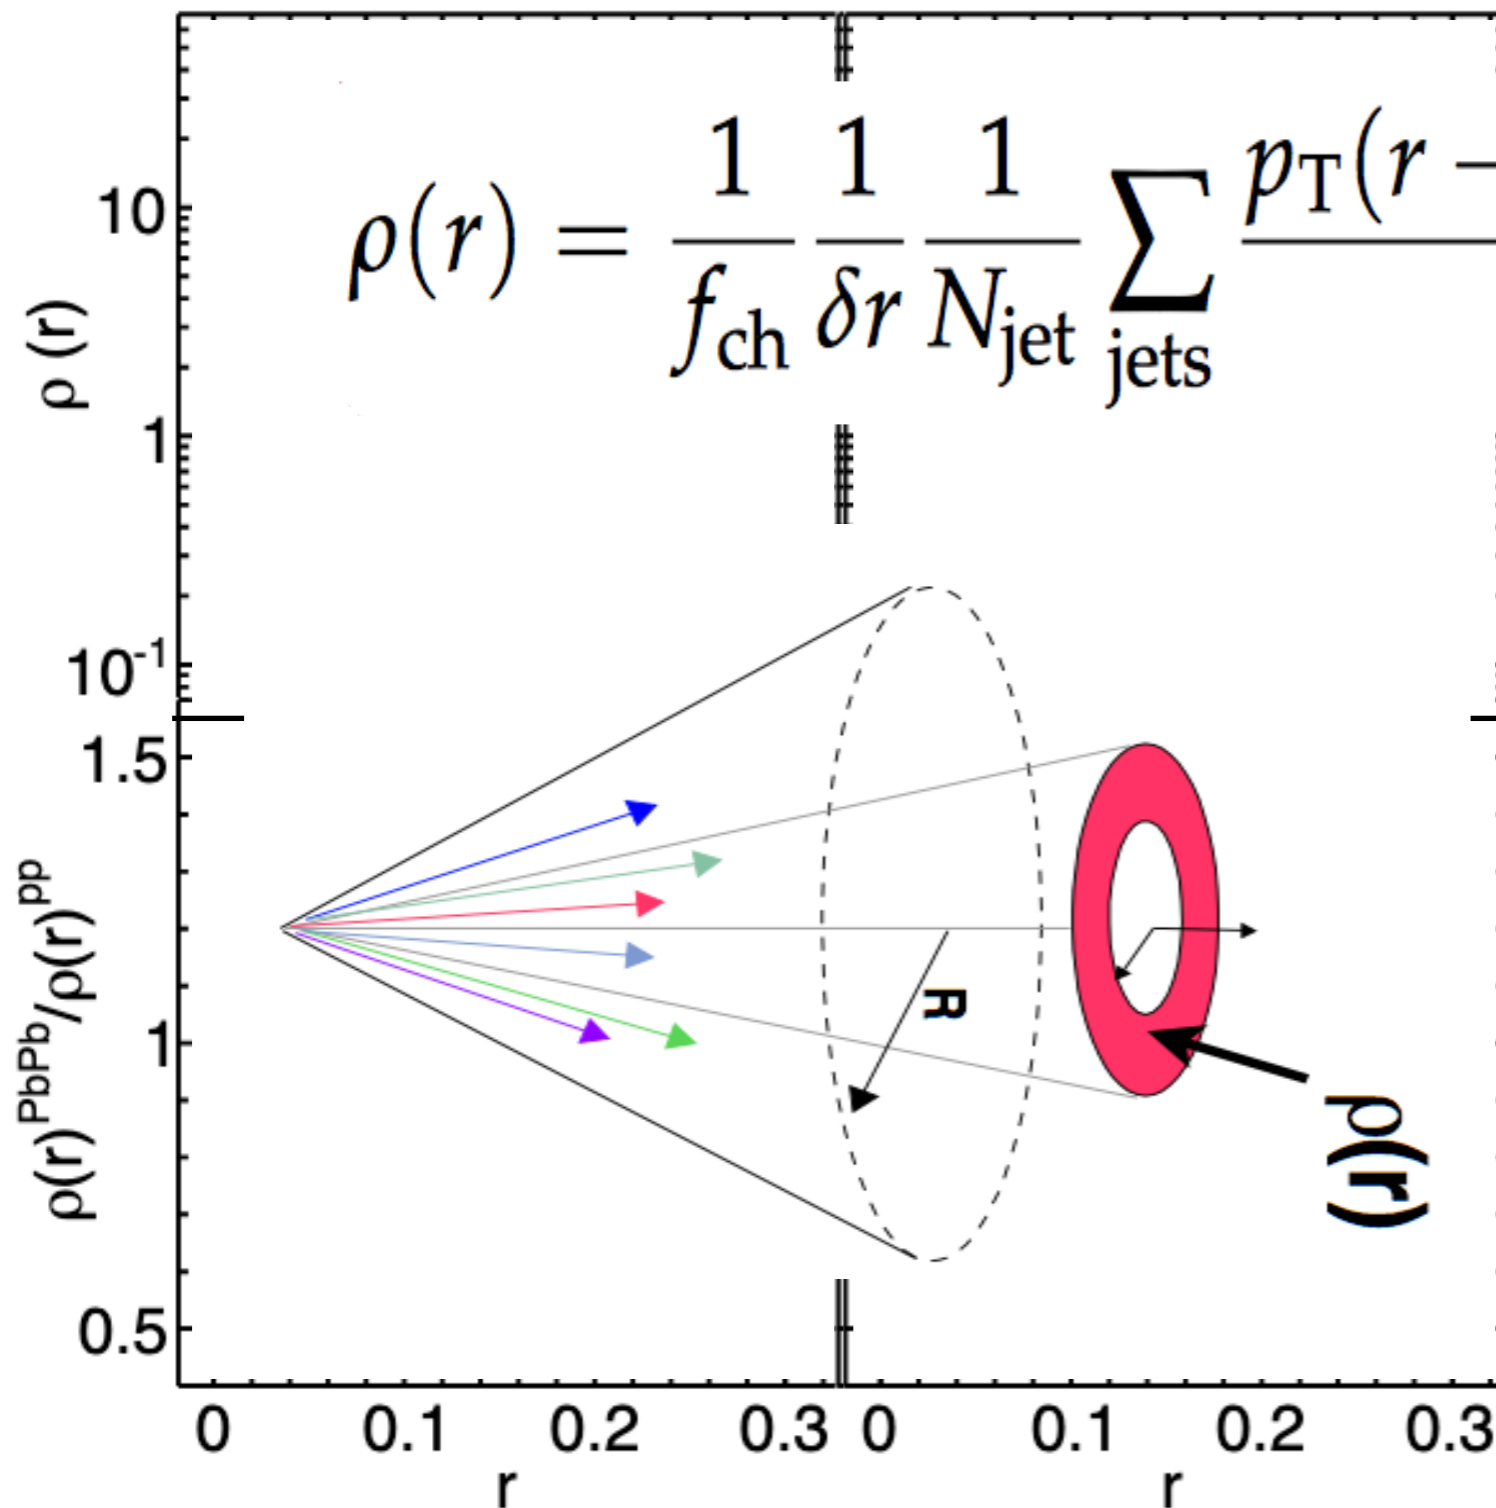 ρ(r) = 1/f_ch 1/δr 1/N_jet ∑_jets p_T(r −
ρ (r)
10
1
10⁻¹
ρ(r)^PbPb/ρ(r)^pp
1.5
1
0.5
R
ρ(r)
0 0.1 0.2 0.3 0 0.1 0.2 0.3
r r